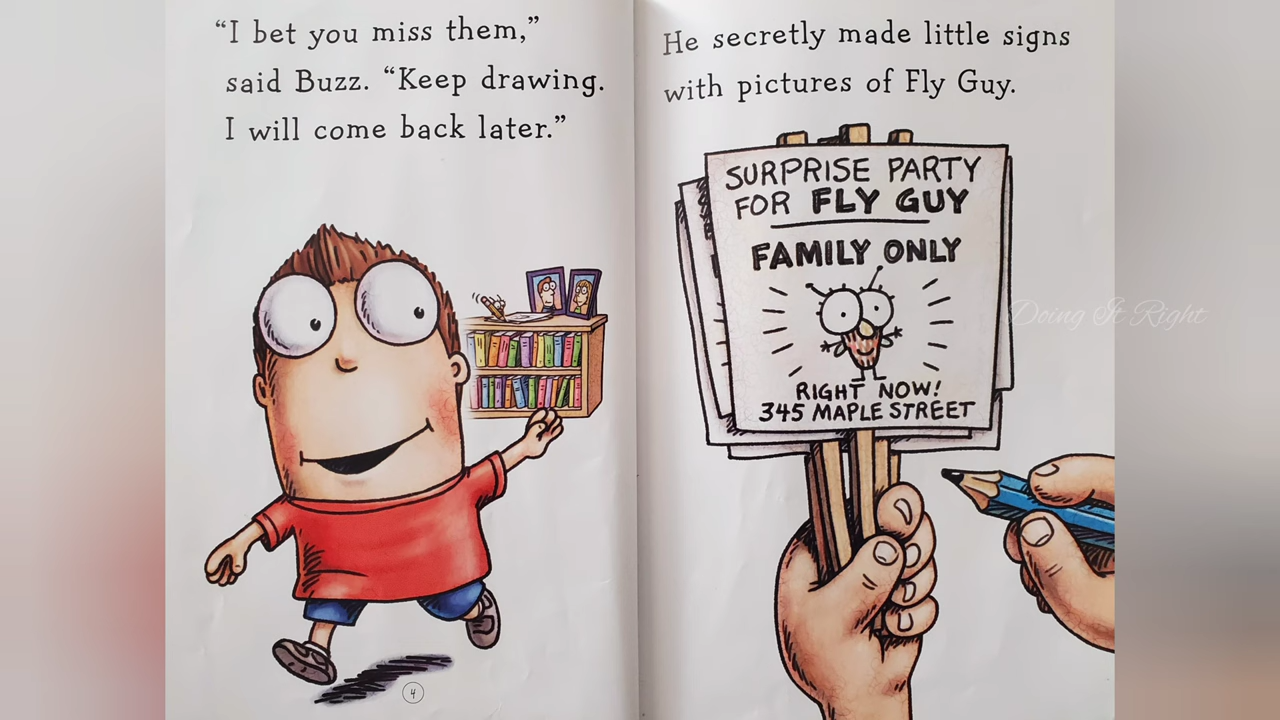 “I bet you miss them,”
said Buzz. “Keep drawing.
I will come back later.”
4
He secretly made little signs
with pictures of Fly Guy.
SURPRISE PARTY
FOR FLY GUY
FAMILY ONLY
RIGHT NOW!
345 MAPLE STREET
Doing It Right